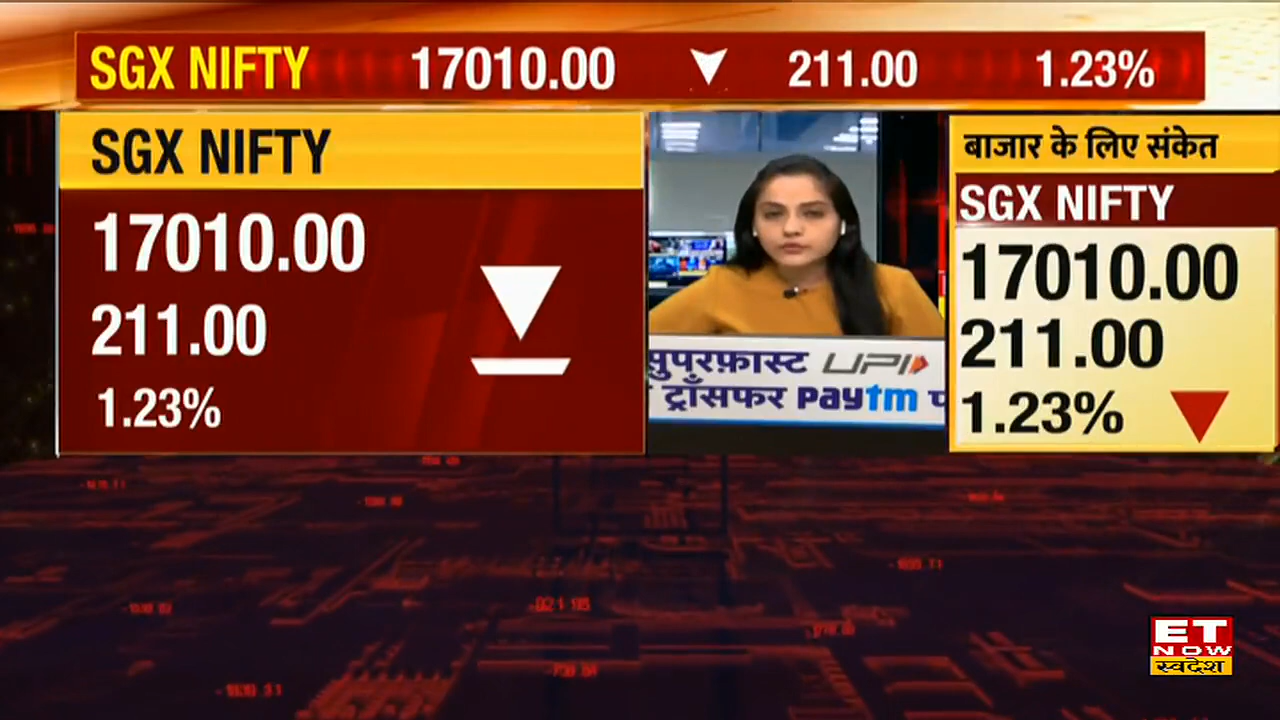 SGX NIFTY 17010.00 211.00 1.23%
SGX NIFTY
17010.00
211.00
1.23%
सुपरफ़ास्ट UPI
ट्राँसफर Paytm
बाजार के लिए संकेत
SGX NIFTY
17010.00
211.00
1.23%
ET
NOW
स्वदेश